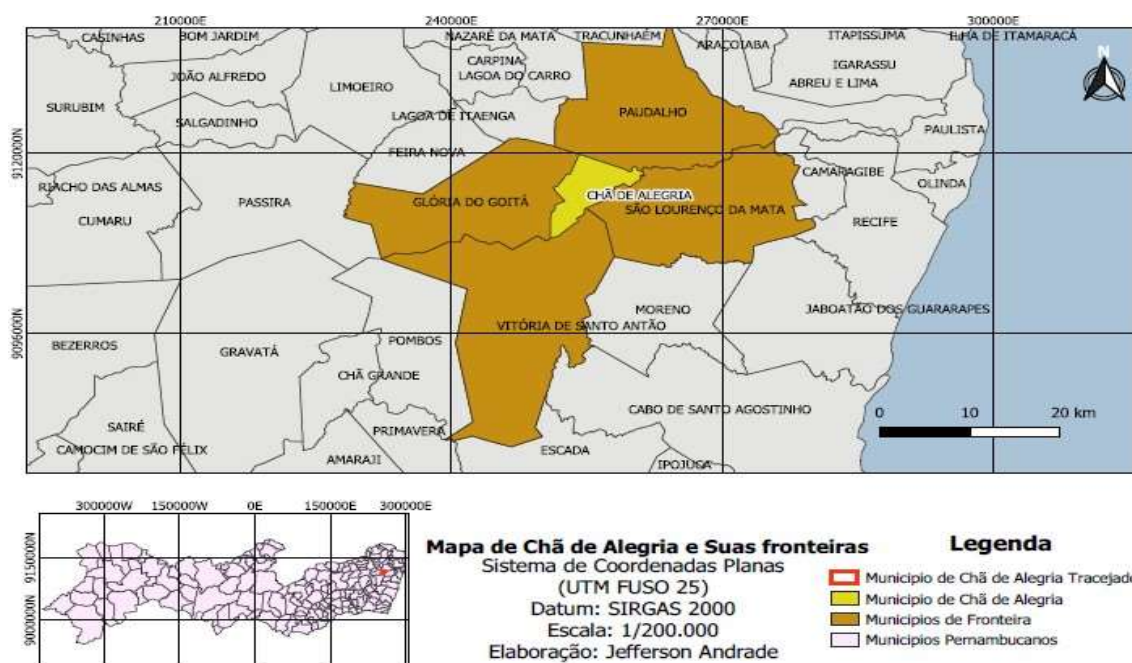 210000E 240000E 270000E 300000E
CASINHAS BOM JARDIM NAZARÉ DA MATA TRACUNHAÉM ARAÇOIABA ITAPISSUMA ILHA DE ITAMARACÁ
CARPINA
JOÃO ALFREDO LIMOEIRO LAGOA DO CARRO IGARASSU
ABREU E LIMA
SURUBIM
SALGADINHO LAGOA DE ITAENGA PAUDALHO
PAULISTA
9120000N
FEIRA NOVA
RIACHO DAS ALMAS CAMARAGIBE
OLINDA
CHÃ DE ALEGRIA
PASSIRA GLÓRIA DO GOITÁ SÃO LOURENÇO DA MATA
CUMARU RECIFE
MORENO JABOATÃO DOS GUARARAPES
9096000N
VITÓRIA DE SANTO ANTÃO
BEZERROS GRAVATÁ POMBOS
CHÃ GRANDE
CABO DE SANTO AGOSTINHO
0 10 20 km
SAIRÉ PRIMAVERA
CAMOCIM DE SÃO FÉLIX AMARAJI ESCADA IPOJUCA
N
300000W 150000W 0E 150000E 300000E
9150000N
9000000N
Mapa de Chã de Alegria e Suas fronteiras
Sistema de Coordenadas Planas
(UTM FUSO 25)
Datum: SIRGAS 2000
Escala: 1/200.000
Elaboração: Jefferson Andrade
Legenda
Municipio de Chã de Alegria Tracejado
Municipio de Chã de Alegria
Municipios de Fronteira
Municipios Pernambucanos